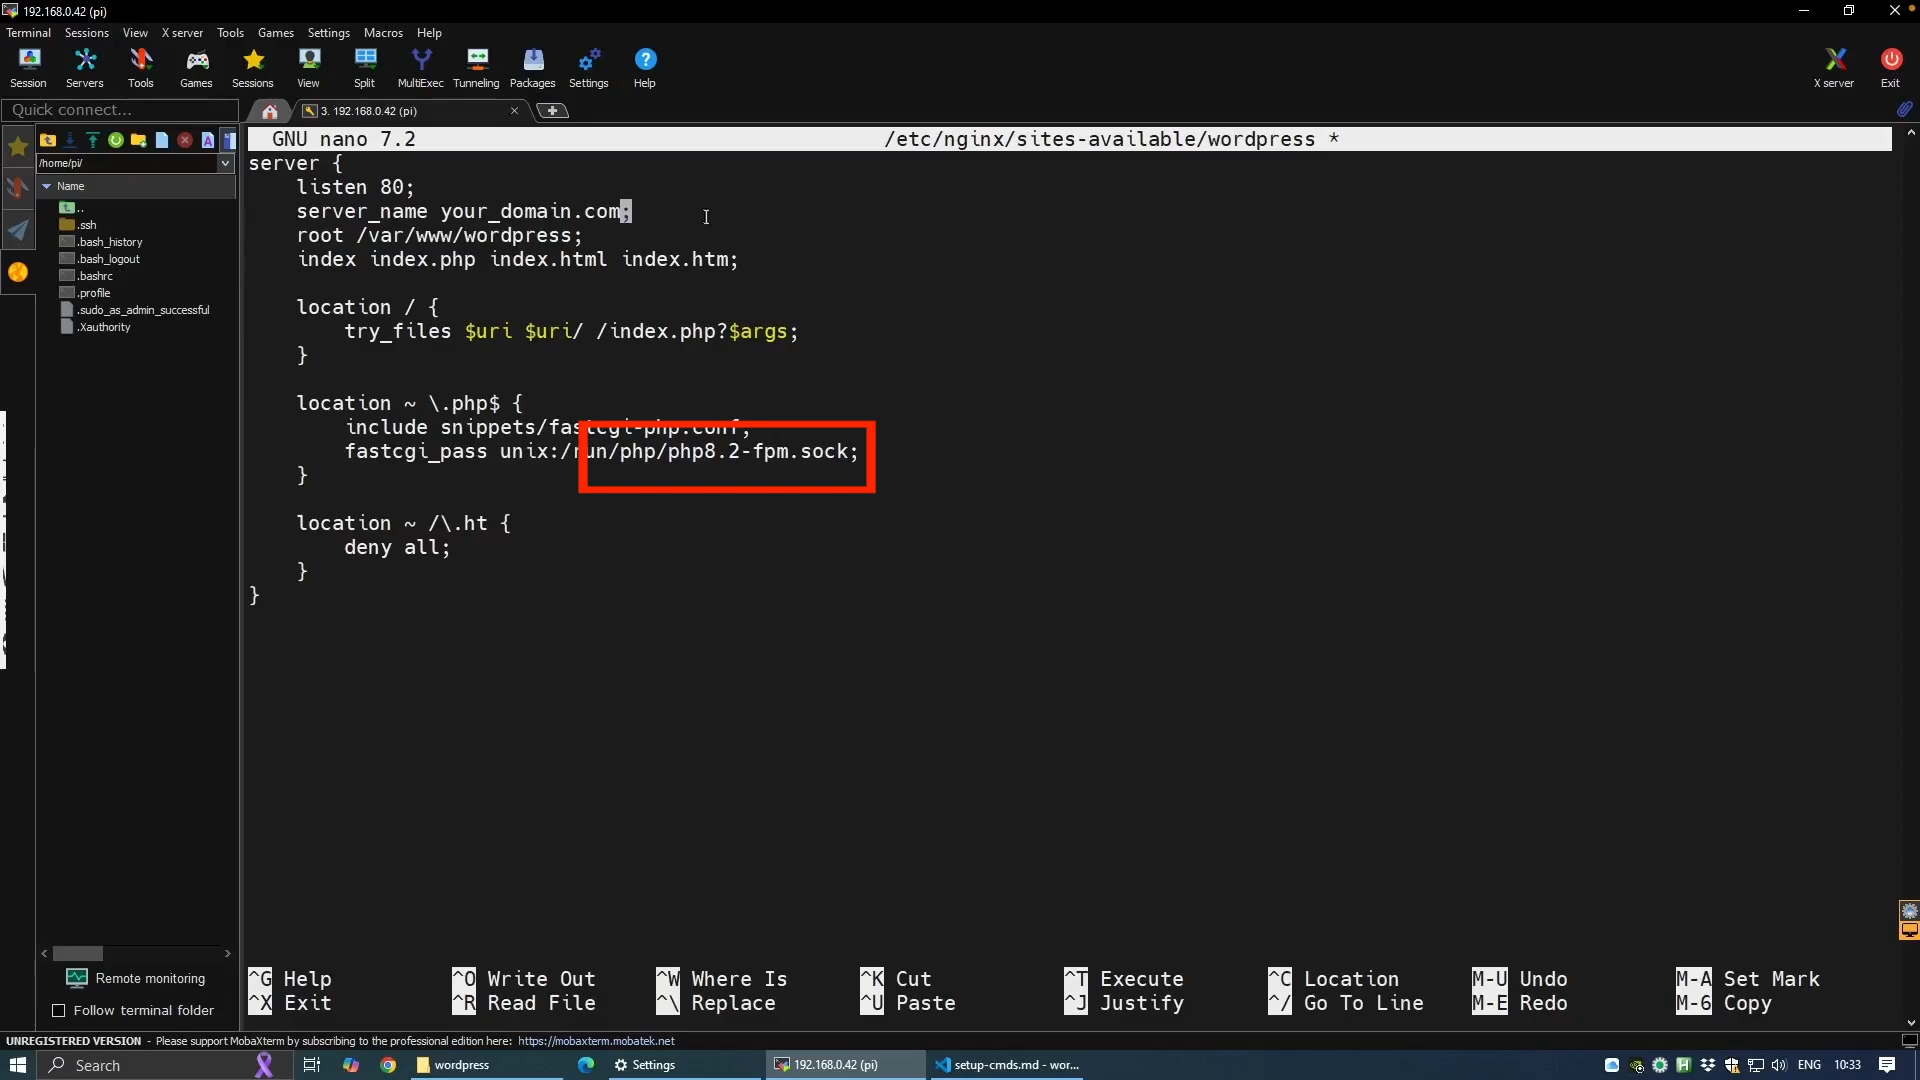 192.168.0.42 (pi)
Terminal Sessions View X server Tools Games Settings Macros Help
Session Servers Tools Games Sessions View Split MultiExec Tunneling Packages Settings Help X server Exit
Quick connect...
3. 192.168.0.42 (pi)
/home/pi/
Name
..
.ssh
.bash_history
.bash_logout
.bashrc
.profile
.sudo_as_admin_successful
.Xauthority
GNU nano 7.2 /etc/nginx/sites-available/wordpress *
server {
listen 80;
server_name your_domain.com;
root /var/www/wordpress;
index index.php index.html index.htm;
location / {
try_files $uri $uri/ /index.php?$args;
}
location ~ \.php$ {
include snippets/fastcgi-php.conf;
fastcgi_pass unix:/run/php/php8.2-fpm.sock;
}
location ~ /\.ht {
deny all;
}
}
^G Help ^O Write Out ^W Where Is ^K Cut ^T Execute ^C Location M-U Undo M-A Set Mark
^X Exit ^R Read File ^\ Replace ^U Paste ^J Justify ^/ Go To Line M-E Redo M-6 Copy
Remote monitoring
Follow terminal folder
UNREGISTERED VERSION - Please support MobaXterm by subscribing to the professional edition here: https://mobaxterm.mobatek.net
Search wordpress Settings 192.168.0.42 (pi) setup-cmds.md - wor... ENG 10:33